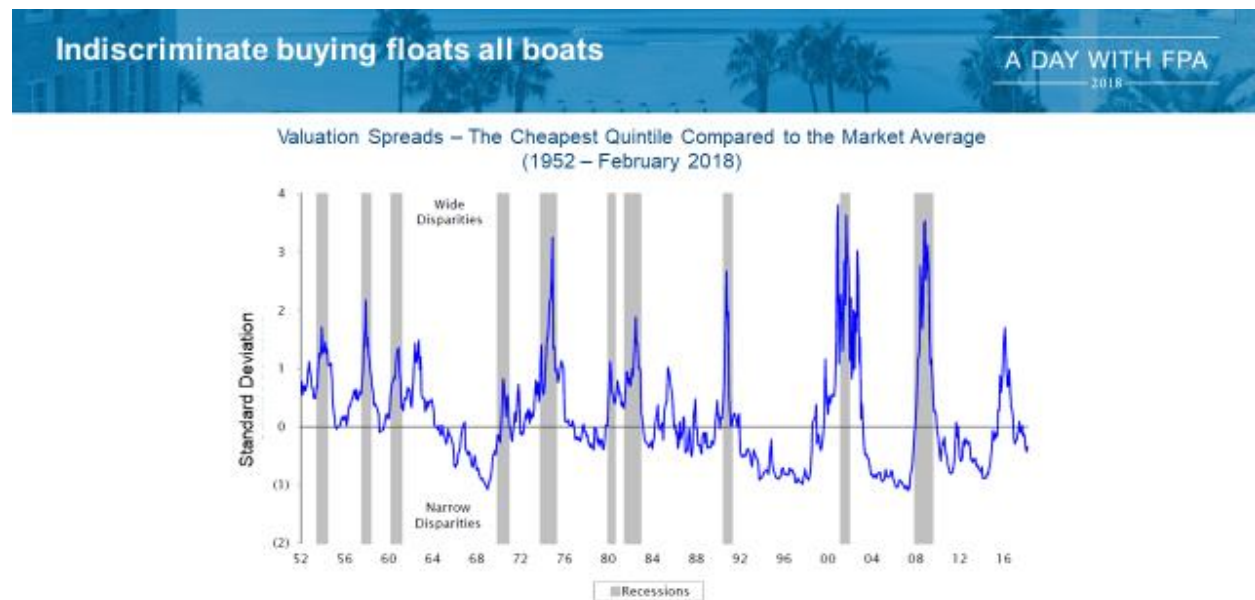 Indiscriminate buying floats all boats
A DAY WITH FPA
2018
Valuation Spreads – The Cheapest Quintile Compared to the Market Average
(1952 – February 2018)
Standard Deviation
4
3
2
1
0
(1)
(2)
Wide
Disparities
Narrow
Disparities
52 56 60 64 68 72 76 80 84 88 92 96 00 04 08 12 16
Recessions